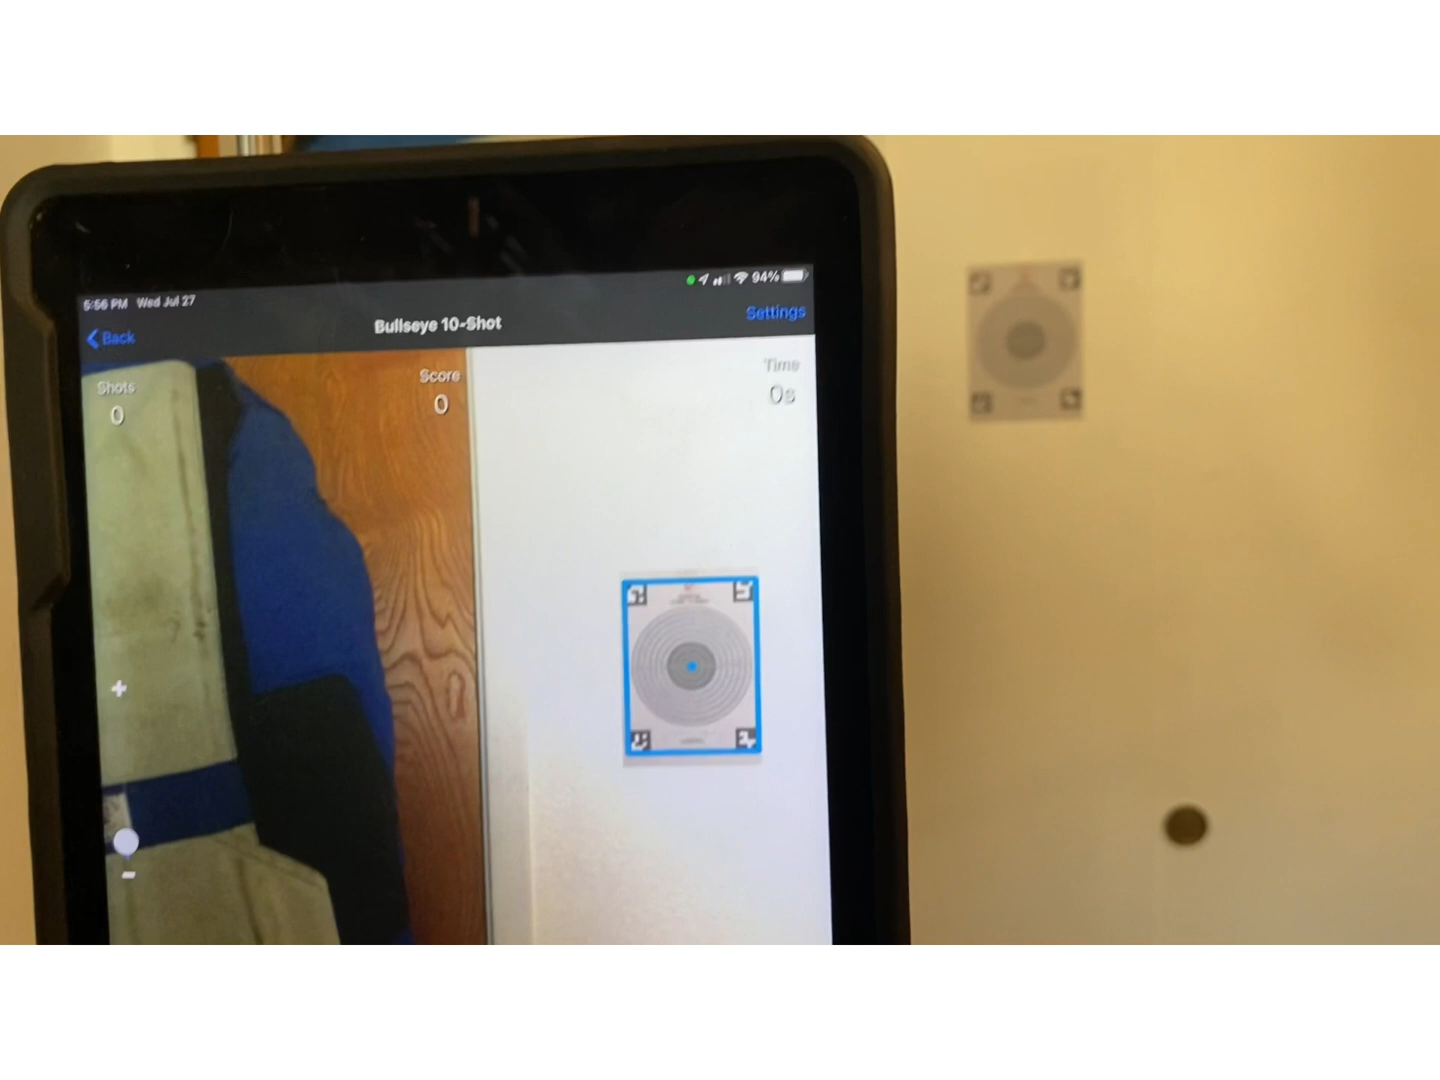 5:56 PM Wed Jul 27 94%
Back Bullseye 10-Shot Settings
Shots Score Time
0 0 0s
+
-